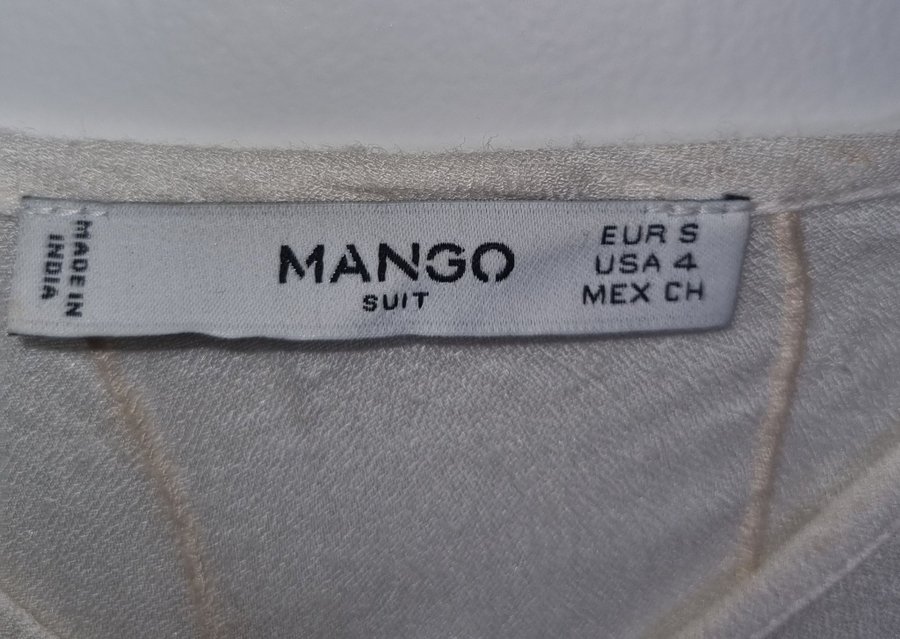 MADE IN
INDIA
MANGO
SUIT
EUR S
USA 4
MEX CH